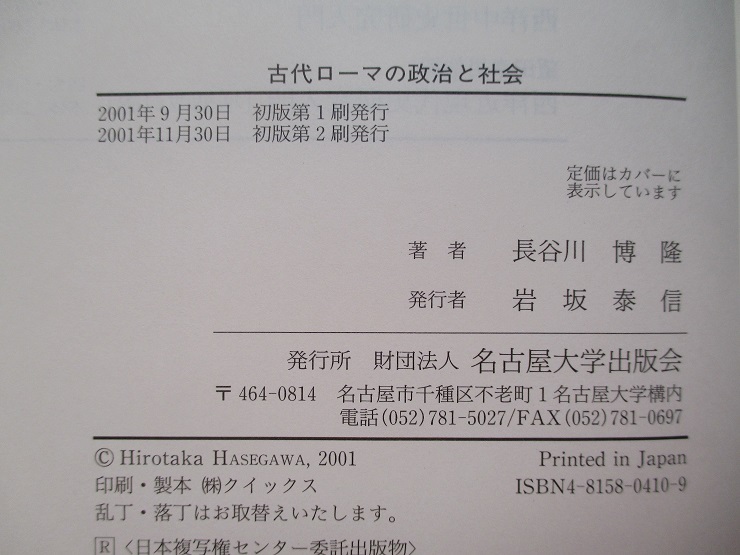 古代ローマの政治と社会
2001年9月30日 初版第1刷発行
2001年11月30日 初版第2刷発行
定価はカバーに
表示しています
著者 長谷川博隆
発行者 岩坂泰信
発行所 財団法人 名古屋大学出版会
〒464-0814 名古屋市千種区不老町1名古屋大学構内
電話(052)781-5027/FAX(052)781-0697
© Hirotaka HASEGAWA, 2001 Printed in Japan
印刷・製本 ㈱クイックス ISBN4-8158-0410-9
乱丁・落丁はお取替えいたします。
R〈日本複写権センター委託出版物〉